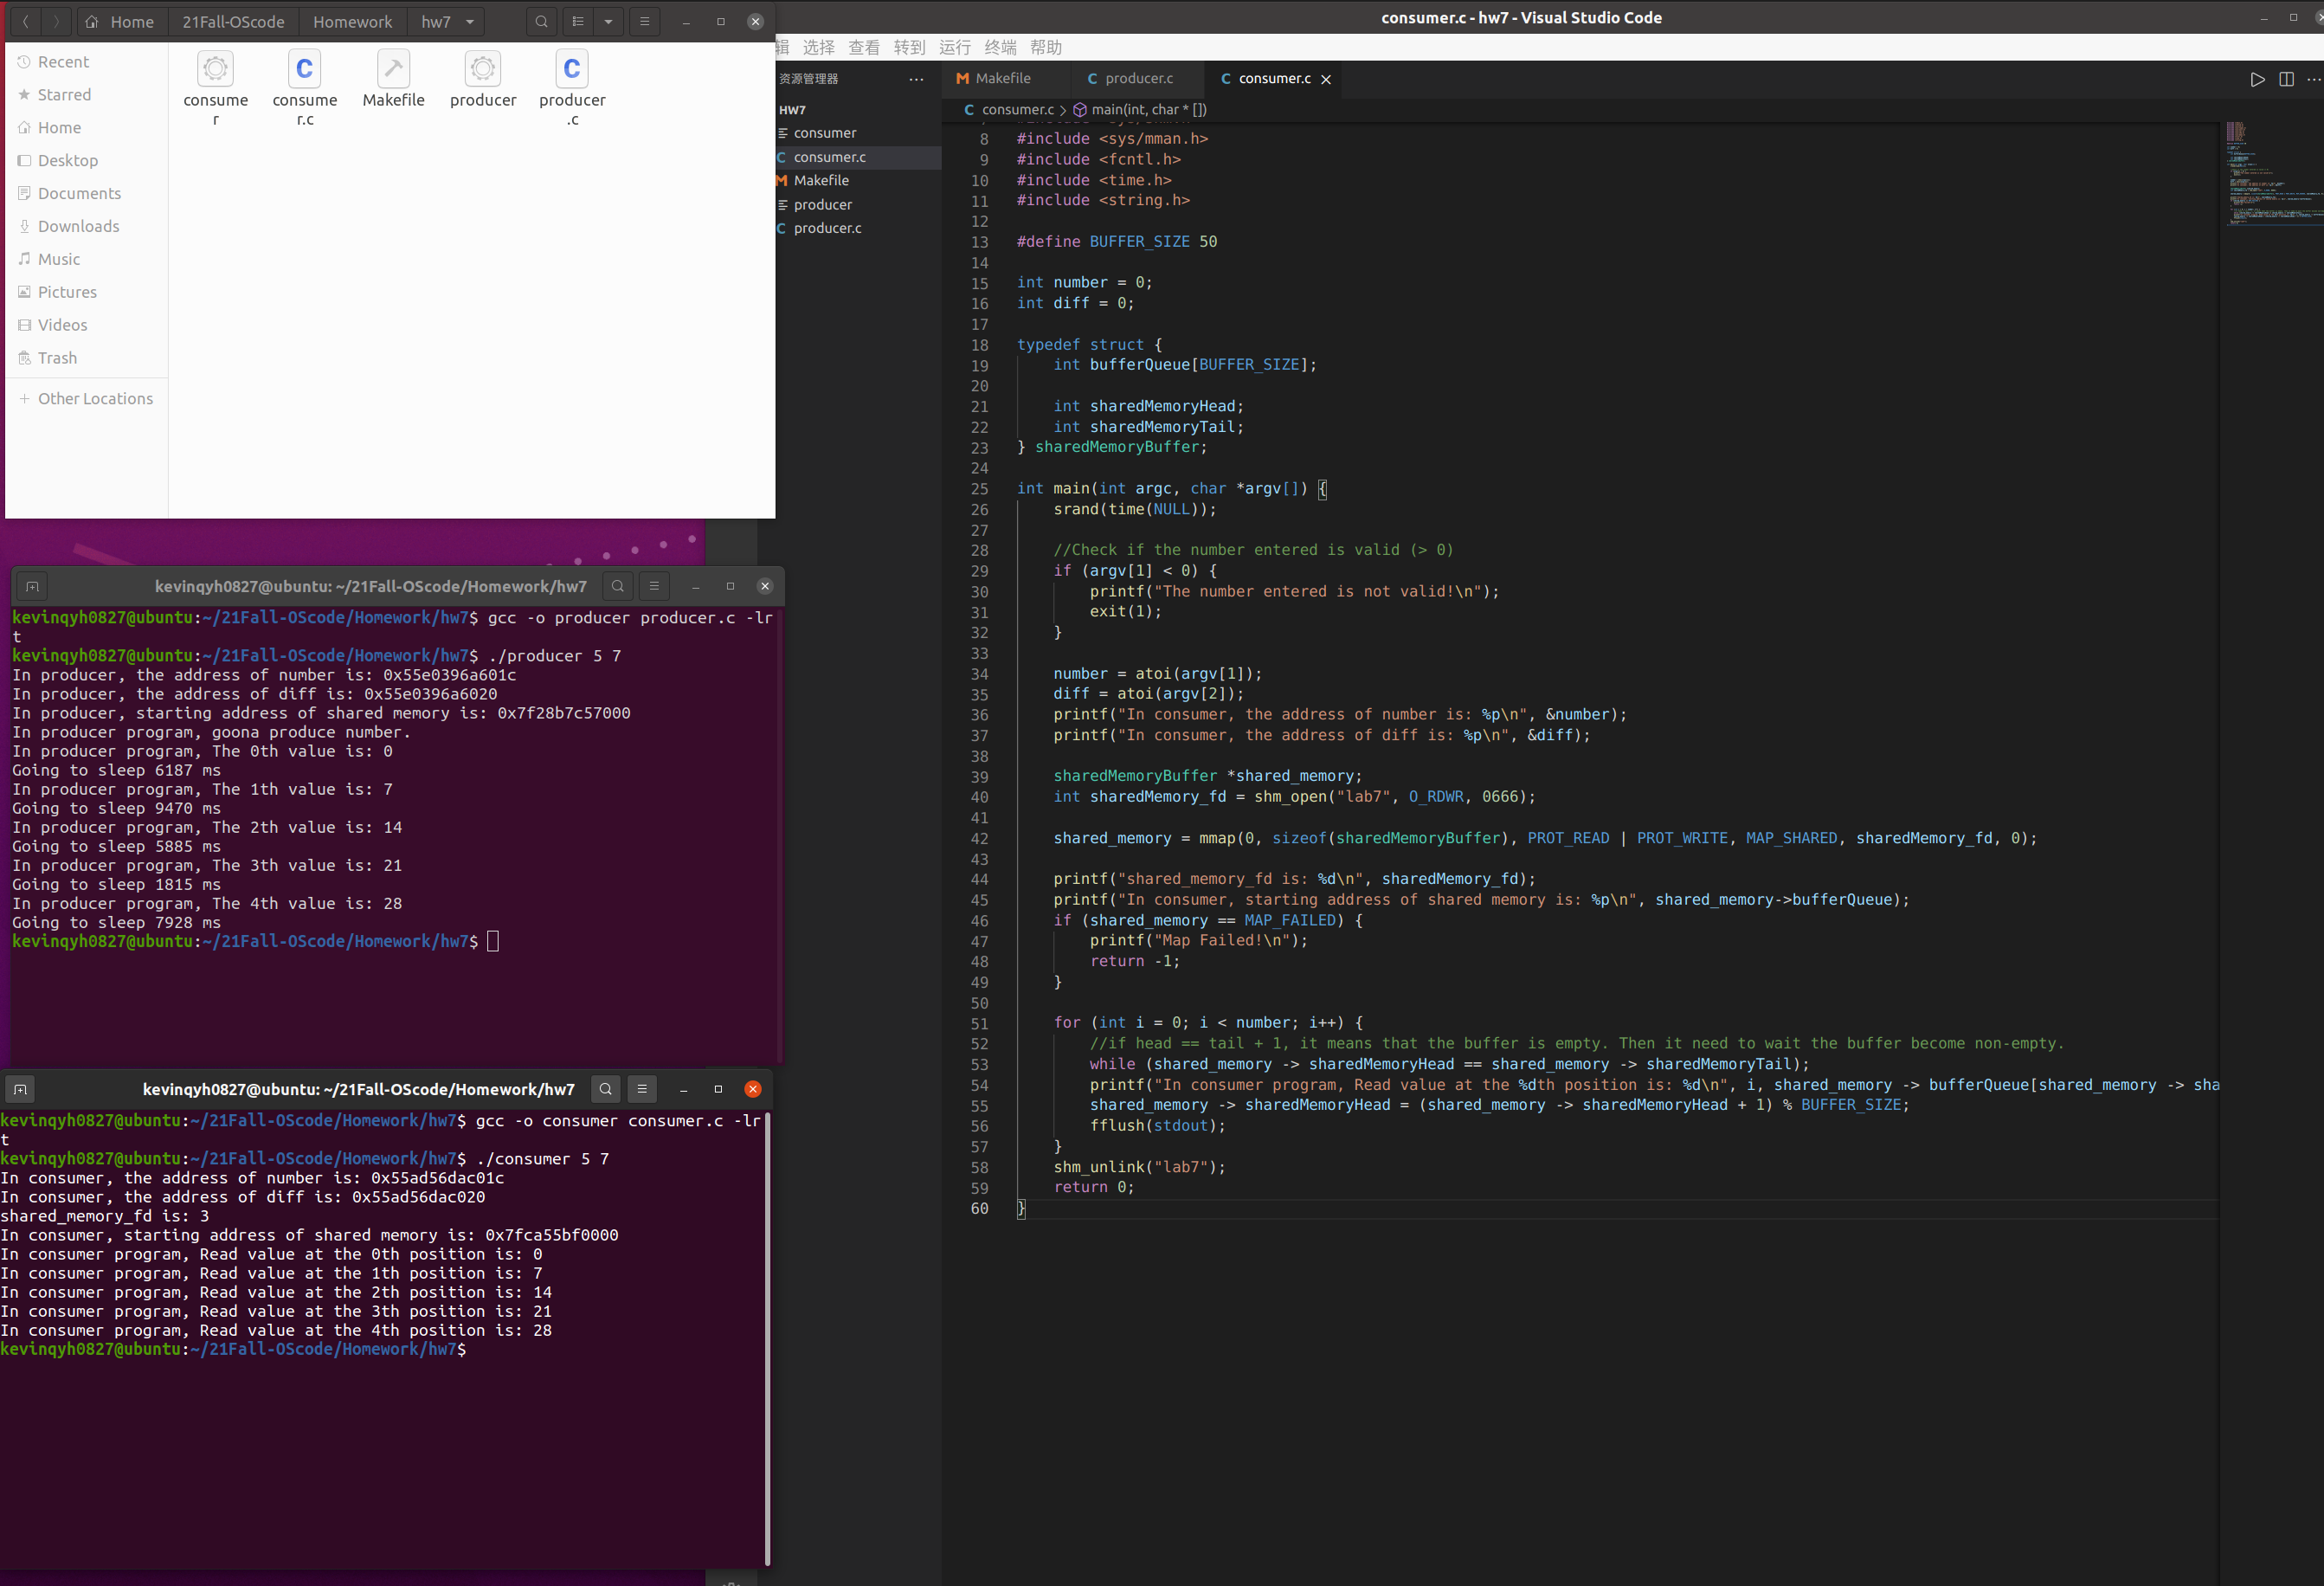 Home 21Fall-OScode Homework hw7
Recent
Starred
Home
Desktop
Documents
Downloads
Music
Pictures
Videos
Trash
Other Locations
consumer
consumer.c
Makefile
producer
producer.c
kevinqyh0827@ubuntu: ~/21Fall-OScode/Homework/hw7
kevinqyh0827@ubuntu:~/21Fall-OScode/Homework/hw7$ gcc -o producer producer.c -lr
t
kevinqyh0827@ubuntu:~/21Fall-OScode/Homework/hw7$ ./producer 5 7
In producer, the address of number is: 0x55e0396a601c
In producer, the address of diff is: 0x55e0396a6020
In producer, starting address of shared memory is: 0x7f28b7c57000
In producer program, goona produce number.
In producer program, The 0th value is: 0
Going to sleep 6187 ms
In producer program, The 1th value is: 7
Going to sleep 9470 ms
In producer program, The 2th value is: 14
Going to sleep 5885 ms
In producer program, The 3th value is: 21
Going to sleep 1815 ms
In producer program, The 4th value is: 28
Going to sleep 7928 ms
kevinqyh0827@ubuntu:~/21Fall-OScode/Homework/hw7$
kevinqyh0827@ubuntu: ~/21Fall-OScode/Homework/hw7
kevinqyh0827@ubuntu:~/21Fall-OScode/Homework/hw7$ gcc -o consumer consumer.c -lr
t
kevinqyh0827@ubuntu:~/21Fall-OScode/Homework/hw7$ ./consumer 5 7
In consumer, the address of number is: 0x55ad56dac01c
In consumer, the address of diff is: 0x55ad56dac020
shared_memory_fd is: 3
In consumer, starting address of shared memory is: 0x7fca55bf0000
In consumer program, Read value at the 0th position is: 0
In consumer program, Read value at the 1th position is: 7
In consumer program, Read value at the 2th position is: 14
In consumer program, Read value at the 3th position is: 21
In consumer program, Read value at the 4th position is: 28
kevinqyh0827@ubuntu:~/21Fall-OScode/Homework/hw7$
consumer.c - hw7 - Visual Studio Code
辑 选择 查看 转到 运行 终端 帮助
资源管理器
HW7
consumer
consumer.c
Makefile
producer
producer.c
Makefile producer.c consumer.c
consumer.c > main(int, char * [])
8 #include <sys/mman.h>
9 #include <fcntl.h>
10 #include <time.h>
11 #include <string.h>
12
13 #define BUFFER_SIZE 50
14
15 int number = 0;
16 int diff = 0;
17
18 typedef struct {
19 int bufferQueue[BUFFER_SIZE];
20
21 int sharedMemoryHead;
22 int sharedMemoryTail;
23 } sharedMemoryBuffer;
24
25 int main(int argc, char *argv[]) {
26 srand(time(NULL));
27
28 //Check if the number entered is valid (> 0)
29 if (argv[1] < 0) {
30 printf("The number entered is not valid!\n");
31 exit(1);
32 }
33
34 number = atoi(argv[1]);
35 diff = atoi(argv[2]);
36 printf("In consumer, the address of number is: %p\n", &number);
37 printf("In consumer, the address of diff is: %p\n", &diff);
38
39 sharedMemoryBuffer *shared_memory;
40 int sharedMemory_fd = shm_open("lab7", O_RDWR, 0666);
41
42 shared_memory = mmap(0, sizeof(sharedMemoryBuffer), PROT_READ | PROT_WRITE, MAP_SHARED, sharedMemory_fd, 0);
43
44 printf("shared_memory_fd is: %d\n", sharedMemory_fd);
45 printf("In consumer, starting address of shared memory is: %p\n", shared_memory->bufferQueue);
46 if (shared_memory == MAP_FAILED) {
47 printf("Map Failed!\n");
48 return -1;
49 }
50
51 for (int i = 0; i < number; i++) {
52 //if head == tail + 1, it means that the buffer is empty. Then it need to wait the buffer become non-empty.
53 while (shared_memory -> sharedMemoryHead == shared_memory -> sharedMemoryTail);
54 printf("In consumer program, Read value at the %dth position is: %d\n", i, shared_memory -> bufferQueue[shared_memory -> sha
55 shared_memory -> sharedMemoryHead = (shared_memory -> sharedMemoryHead + 1) % BUFFER_SIZE;
56 fflush(stdout);
57 }
58 shm_unlink("lab7");
59 return 0;
60 }